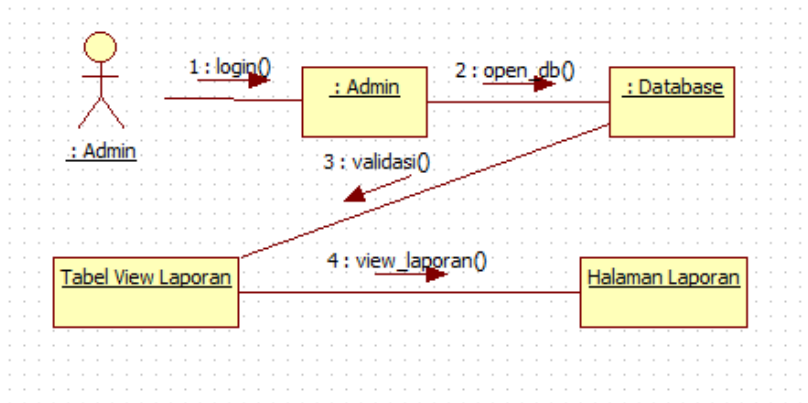 1 : login()
2 : open_db()
: Admin
: Database
: Admin
3 : validasi()
4 : view_laporan()
Tabel View Laporan
Halaman Laporan